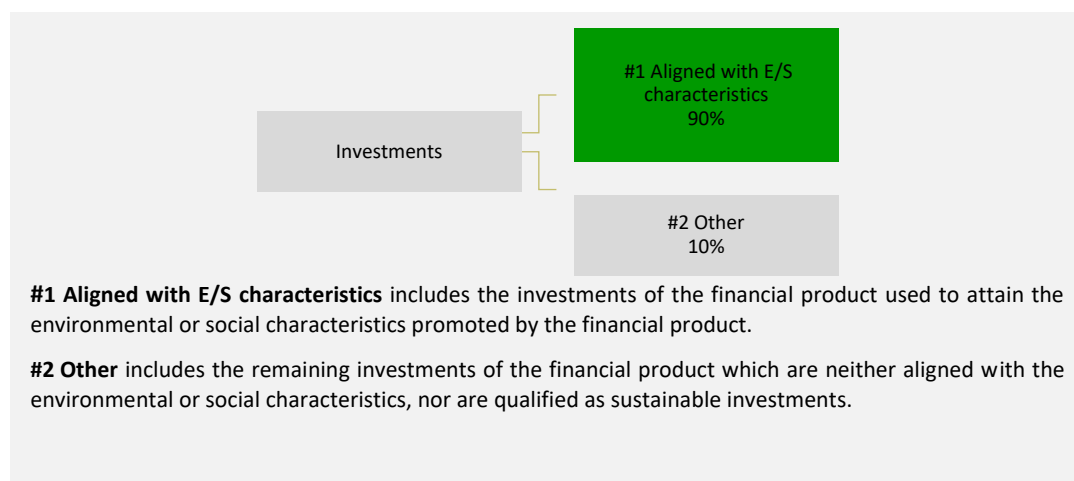 #1 Aligned with E/S
characteristics
90%
Investments
#2 Other
10%
#1 Aligned with E/S characteristics includes the investments of the financial product used to attain the
environmental or social characteristics promoted by the financial product.
#2 Other includes the remaining investments of the financial product which are neither aligned with the
environmental or social characteristics, nor are qualified as sustainable investments.